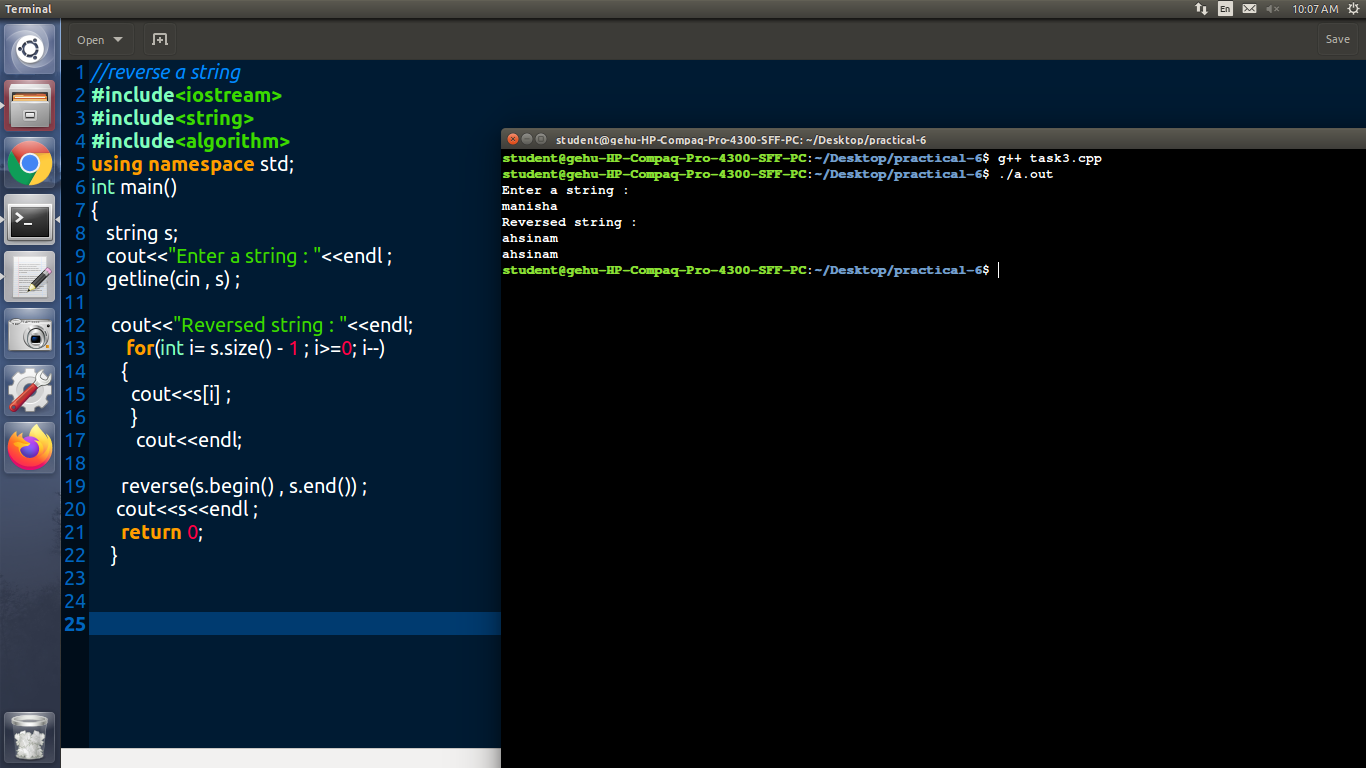 Terminal
En
10:07 AM
Open
Save
1 //reverse a string
2 #include<iostream>
3 #include<string>
4 #include<algorithm>
5 using namespace std;
6 int main()
7 {
8 string s;
9 cout<<"Enter a string : "<<endl ;
10 getline(cin , s) ;
11
12 cout<<"Reversed string : "<<endl;
13 for(int i= s.size() - 1 ; i>=0; i--)
14 {
15 cout<<s[i] ;
16 }
17 cout<<endl;
18
19 reverse(s.begin() , s.end()) ;
20 cout<<s<<endl ;
21 return 0;
22 }
23
24
25
student@gehu-HP-Compaq-Pro-4300-SFF-PC: ~/Desktop/practical-6
student@gehu-HP-Compaq-Pro-4300-SFF-PC:~/Desktop/practical-6$ g++ task3.cpp
student@gehu-HP-Compaq-Pro-4300-SFF-PC:~/Desktop/practical-6$ ./a.out
Enter a string :
manisha
Reversed string :
ahsinam
ahsinam
student@gehu-HP-Compaq-Pro-4300-SFF-PC:~/Desktop/practical-6$